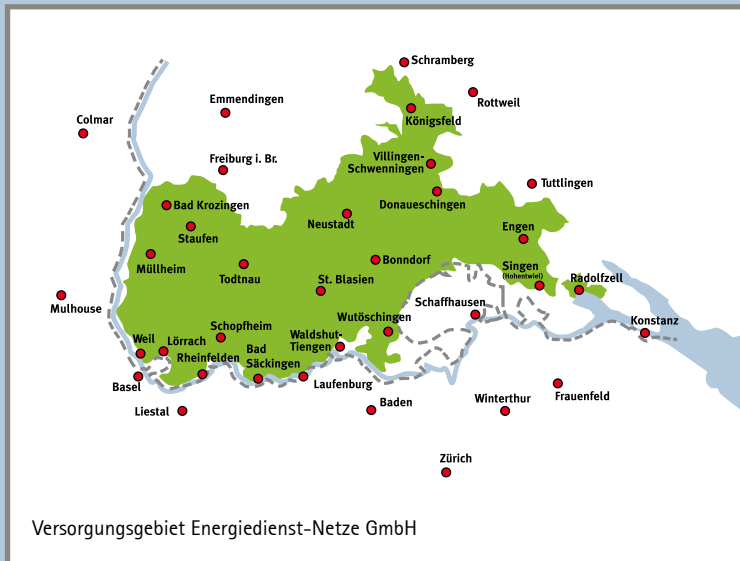 Schramberg
Rottweil
Emmendingen
Colmar
Königsfeld
Freiburg i. Br.
Villingen-
Schwenningen
Tuttlingen
Bad Krozingen
Donaueschingen
Staufen
Neustadt
Engen
Müllheim
Todtnau
Bonndorf
St. Blasien
Singen
(Hohentwiel)
Radolfzell
Mulhouse
Schaffhausen
Wutöschingen
Konstanz
Schopfheim
Weil
Lörrach
Waldshut-
Tiengen
Rheinfelden
Bad
Säckingen
Basel
Laufenburg
Liestal
Baden
Winterthur
Frauenfeld
Zürich
Versorgungsgebiet Energiedienst-Netze GmbH